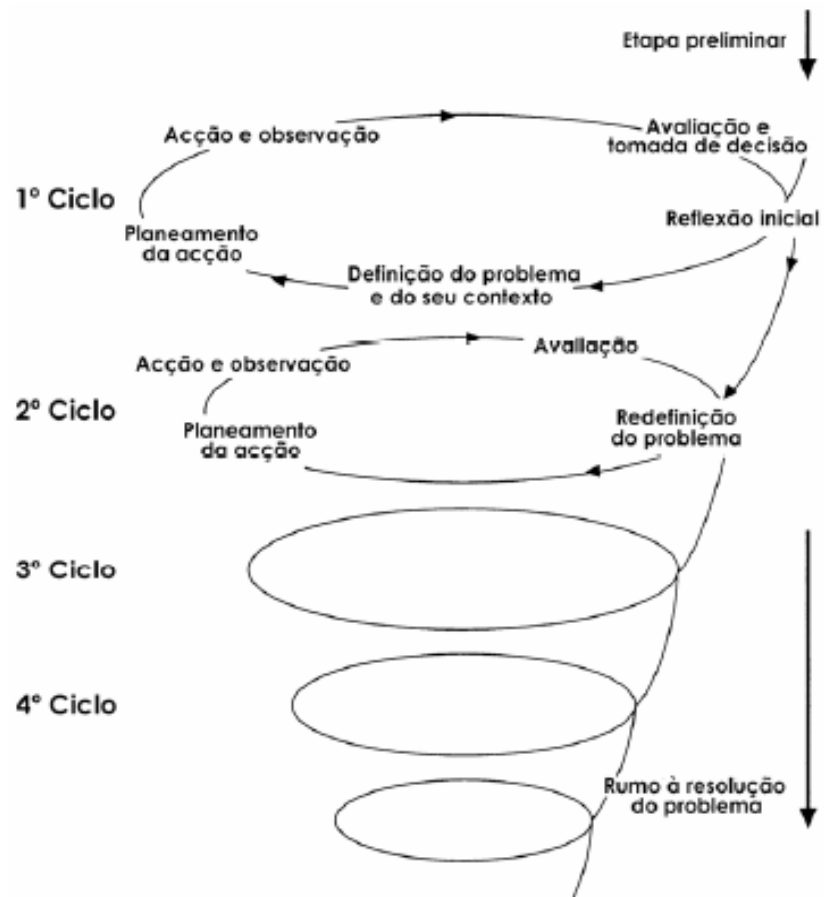 Etapa preliminar
Acção e observação
Avaliação e
tomada de decisão
1º Ciclo
Reflexão inicial
Planeamento
da acção
Definição do problema
e do seu contexto
Acção e observação
Avaliação
2º Ciclo
Planeamento
da acção
Redefinição
do problema
3º Ciclo
4º Ciclo
Rumo à resolução
do problema